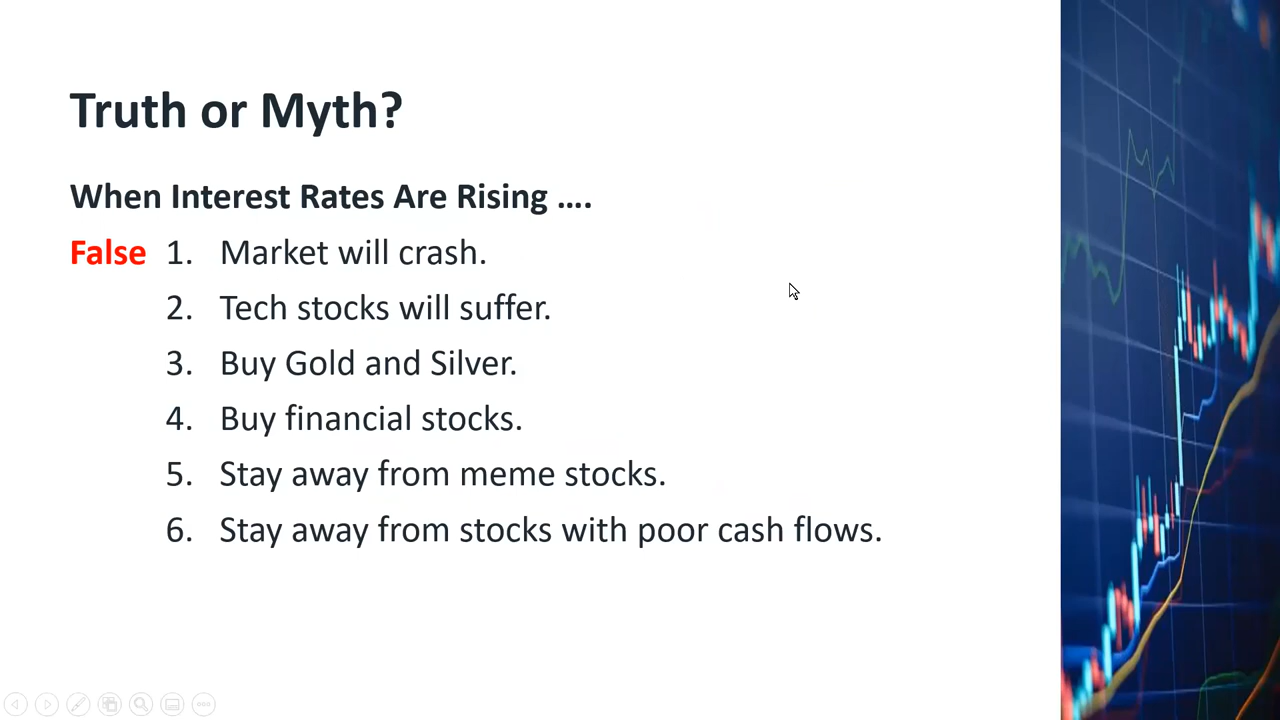 Truth or Myth?
When Interest Rates Are Rising ....
False 1. Market will crash.
2. Tech stocks will suffer.
3. Buy Gold and Silver.
4. Buy financial stocks.
5. Stay away from meme stocks.
6. Stay away from stocks with poor cash flows.